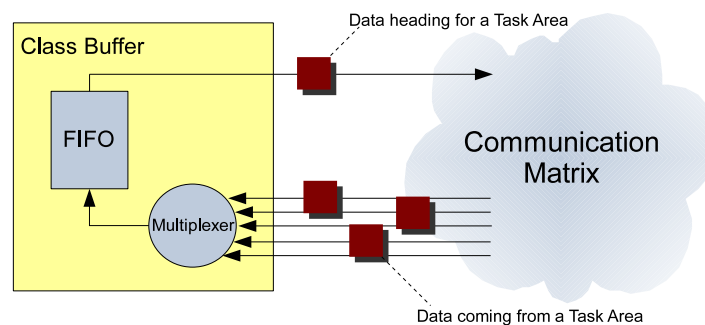 Data heading for a Task Area
Class Buffer
FIFO
Communication
Matrix
Multiplexer
Data coming from a Task Area